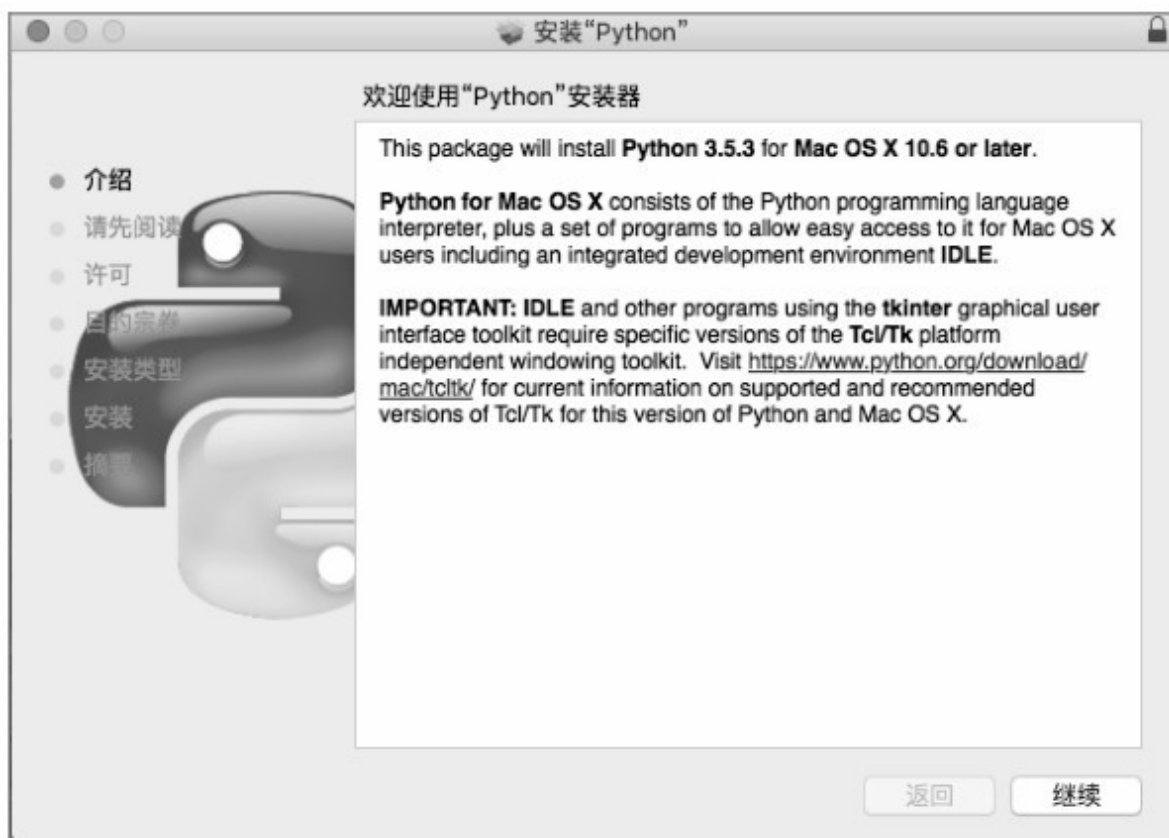 安装“Python”
欢迎使用“Python”安装器
介绍
请先阅读
许可
目的宗卷
安装类型
安装
摘要
This package will install Python 3.5.3 for Mac OS X 10.6 or later.
Python for Mac OS X consists of the Python programming language
interpreter, plus a set of programs to allow easy access to it for Mac OS X
users including an integrated development environment IDLE.
IMPORTANT: IDLE and other programs using the tkinter graphical user
interface toolkit require specific versions of the Tcl/Tk platform
independent windowing toolkit.  Visit https://www.python.org/download/
mac/tcltk/ for current information on supported and recommended
versions of Tcl/Tk for this version of Python and Mac OS X.
返回
继续